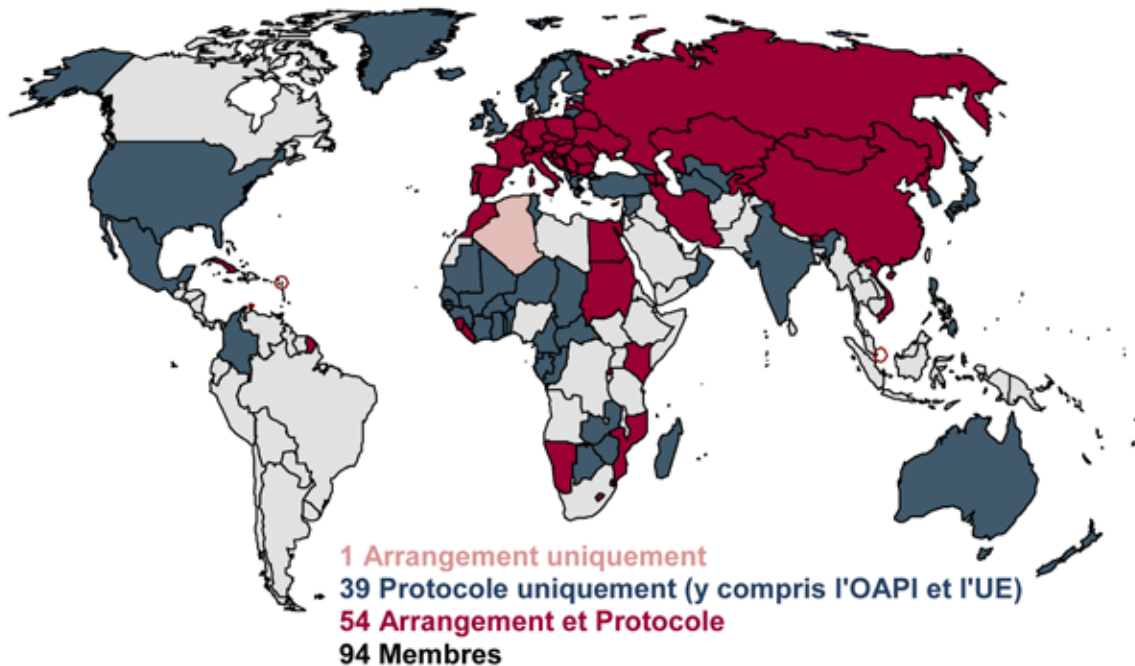 1 Arrangement uniquement
39 Protocole uniquement (y compris l'OAPI et l'UE)
54 Arrangement et Protocole
94 Membres